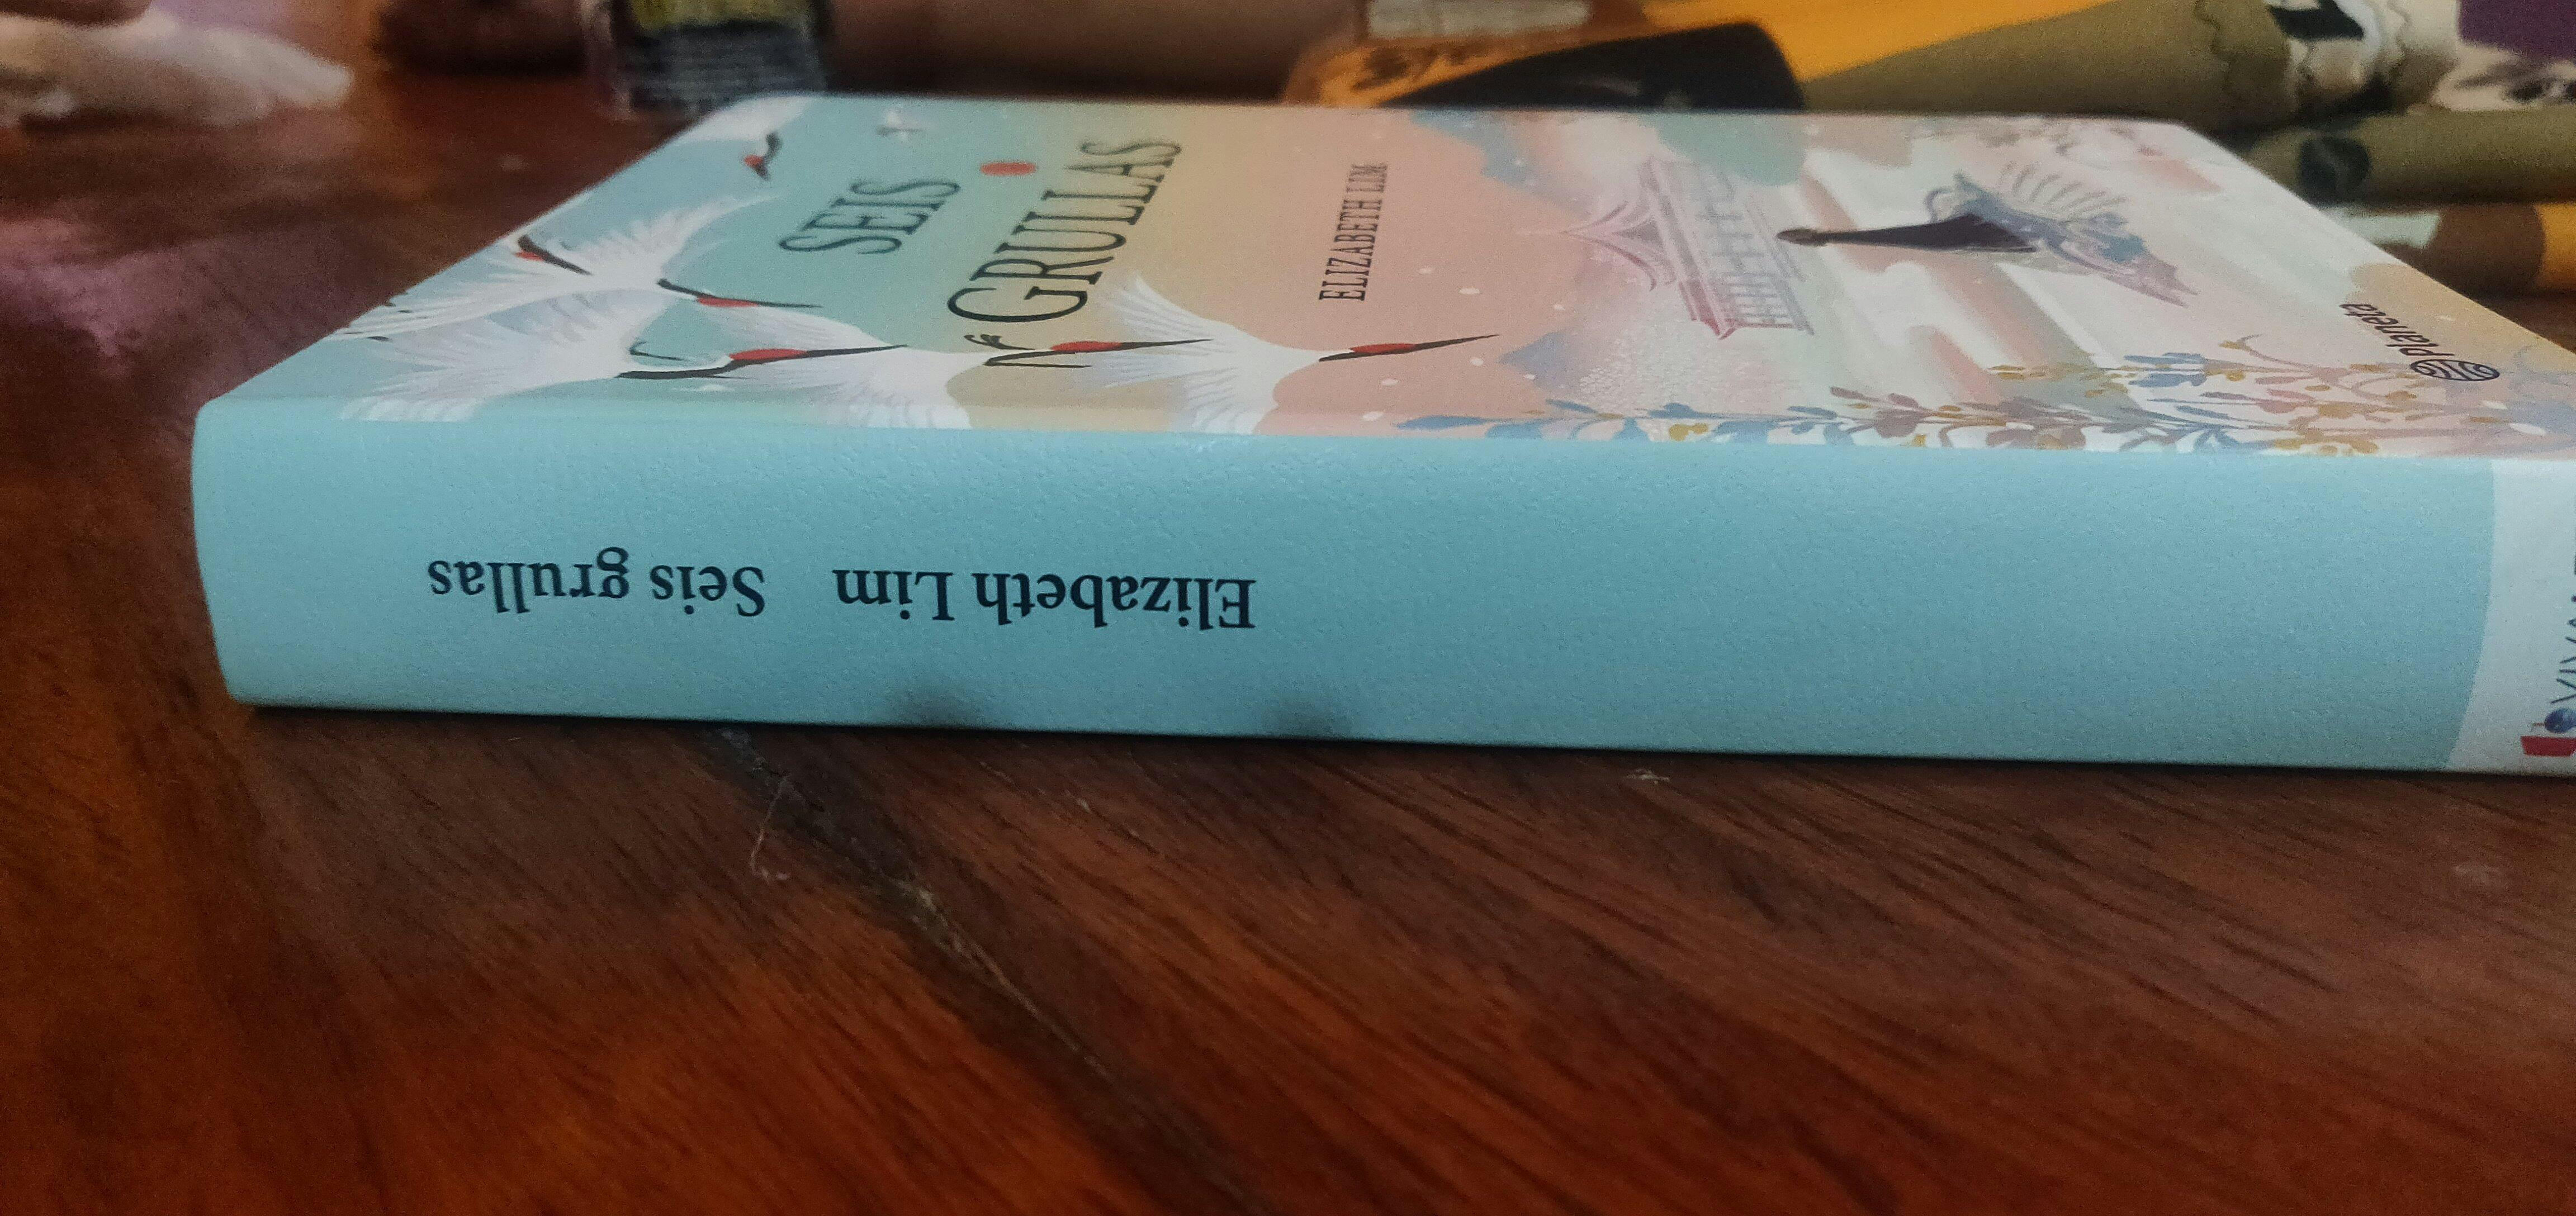 SEIS
GRULLAS
ELIZABETH LIM
Planeta
Elizabeth Lim   Seis grullas